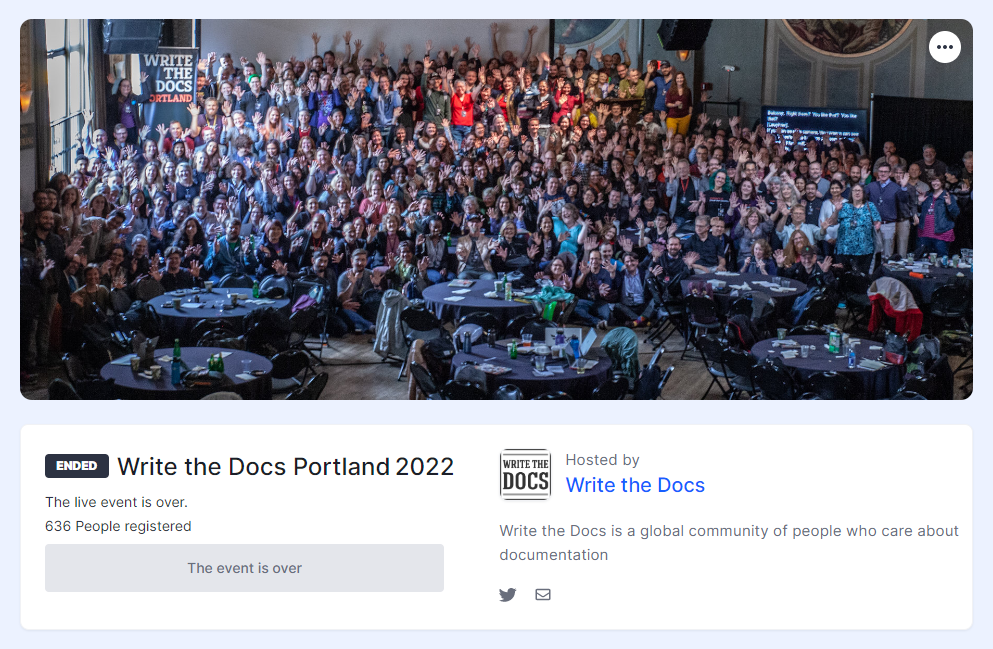 WRITE
THE
DOCS
PORTLAND
ENDED
Write the Docs Portland 2022
The live event is over.
636 People registered
The event is over
WRITE THE
DOCS
Hosted by
Write the Docs
Write the Docs is a global community of people who care about
documentation